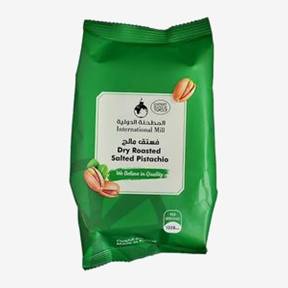 المطحنة الدولية
International Mill
فستق مالح
Dry Roasted
Salted Pistachio
We Believe in Quality